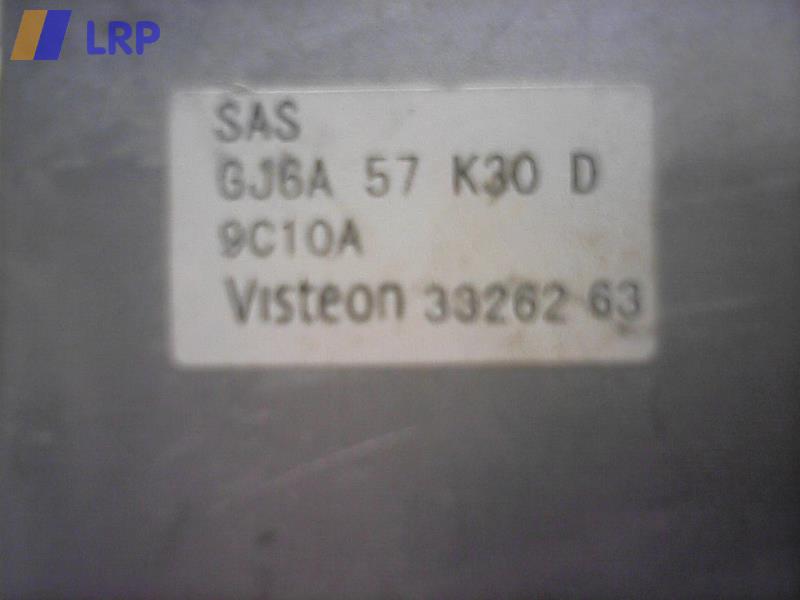 LRP
SAS
GJ6A 57 K30 D
9C10A
Visteon 33262 63